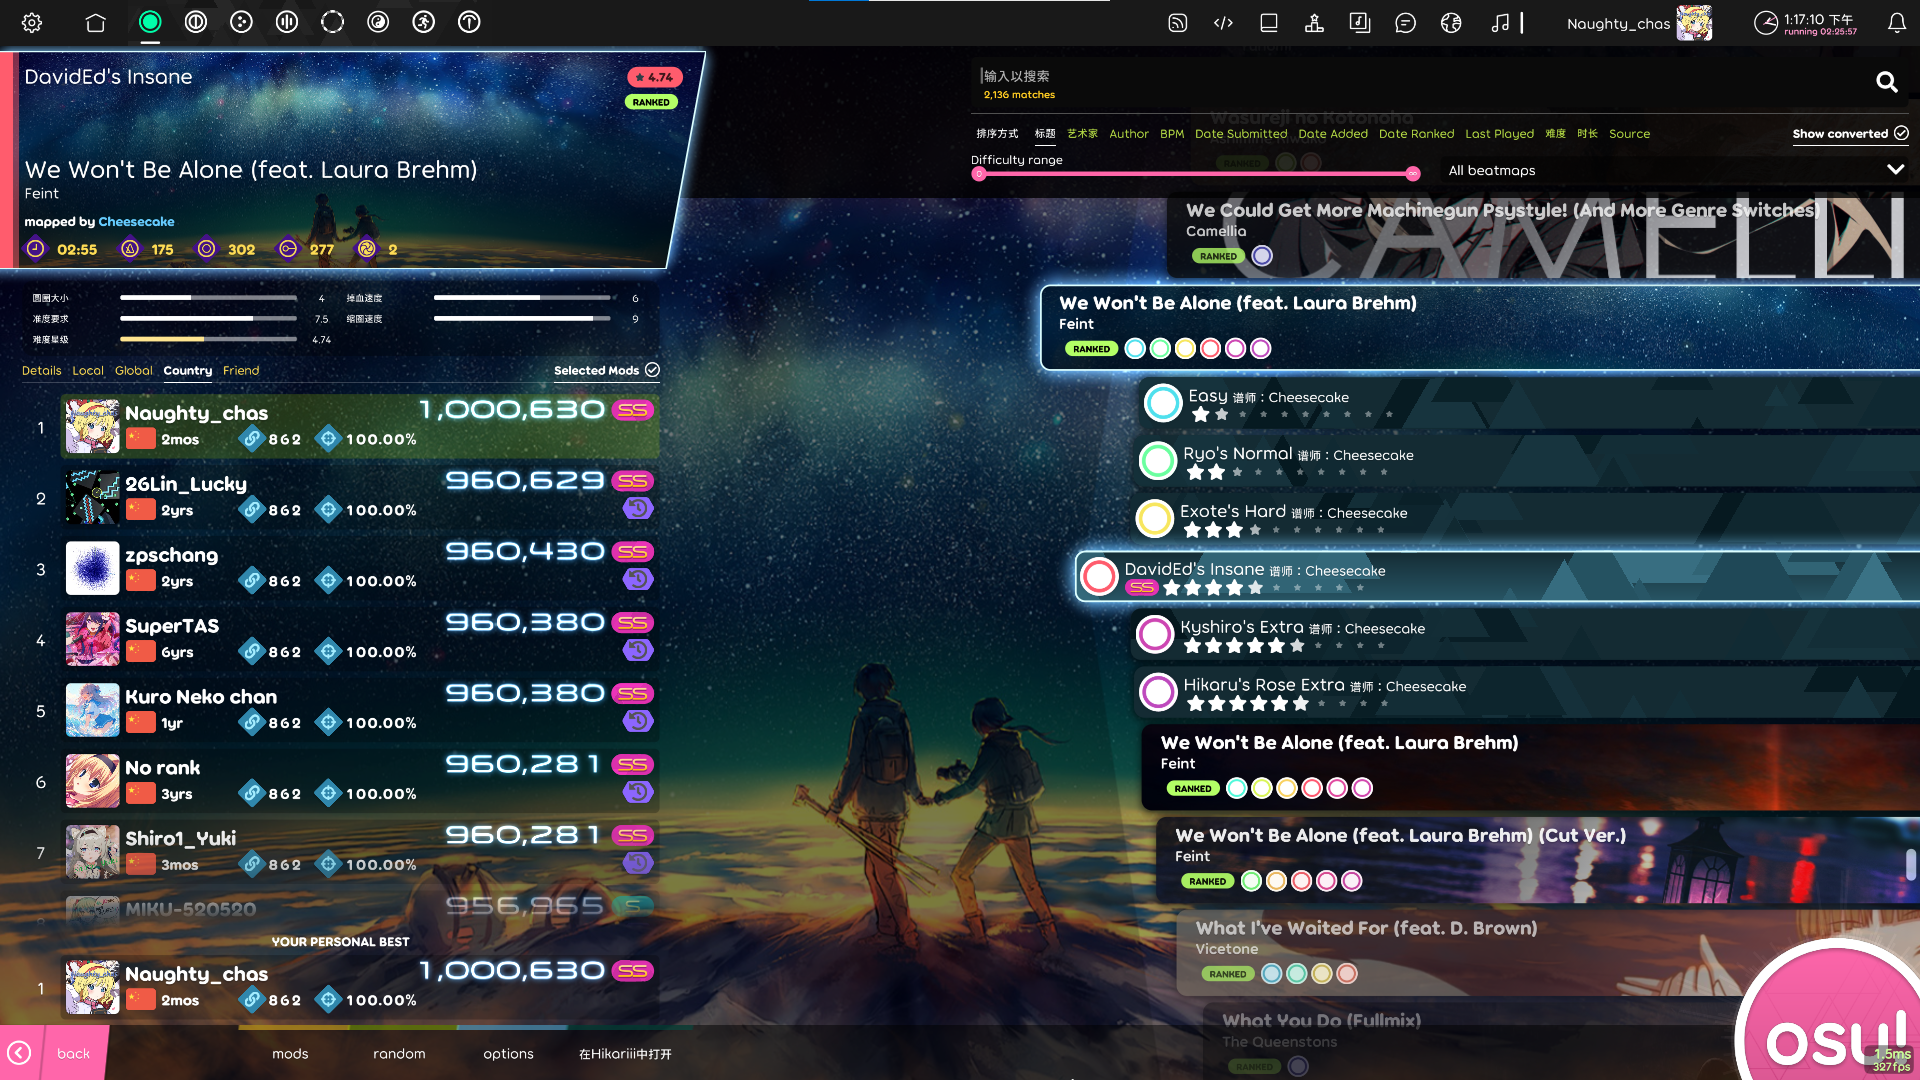 Naughty_chas
1:17:10 下午
running 02:25:57
DavidEd's Insane
4.74
RANKED
We Won't Be Alone (feat. Laura Brehm)
Feint
mapped by Cheesecake
02:55 175 302 277 2
圆圈大小 4 掉血速度 6
准度要求 7.5 缩圈速度 9
难度星级 4.74
Details Local Global Country Friend Selected Mods
1 Naughty_chas 1,000,630 SS
2mos 862 100.00%
2 26Lin_Lucky 960,629 SS
2yrs 862 100.00%
3 zpschang 960,430 SS
2yrs 862 100.00%
4 SuperTAS 960,380 SS
6yrs 862 100.00%
5 Kuro Neko chan 960,380 SS
1yr 862 100.00%
6 No rank 960,281 SS
3yrs 862 100.00%
7 Shiro1_Yuki 960,281 SS
3mos 862 100.00%
MIKU-520520 956,965 S
YOUR PERSONAL BEST
1 Naughty_chas 1,000,630 SS
2mos 862 100.00%
back mods random options 在Hikariii中打开
输入以搜索
2,136 matches
Wasureji no Kotonoha
排序方式 标题 艺术家 Author BPM Date Submitted Date Added Date Ranked Last Played 难度 时长 Source Show converted
RANKED
Difficulty range
0 ∞
All beatmaps
We Could Get More Machinegun Psystyle! (And More Genre Switches)
Camellia
RANKED
We Won't Be Alone (feat. Laura Brehm)
Feint
RANKED
Easy 谱师：Cheesecake
Ryo's Normal 谱师：Cheesecake
Exote's Hard 谱师：Cheesecake
DavidEd's Insane 谱师：Cheesecake
SS
Kyshiro's Extra 谱师：Cheesecake
Hikaru's Rose Extra 谱师：Cheesecake
We Won't Be Alone (feat. Laura Brehm)
Feint
RANKED
We Won't Be Alone (feat. Laura Brehm) (Cut Ver.)
Feint
RANKED
What I've Waited For (feat. D. Brown)
Vicetone
RANKED
What You Do (Fullmix)
The Queenstons
RANKED
osu!
1.5ms
327fps